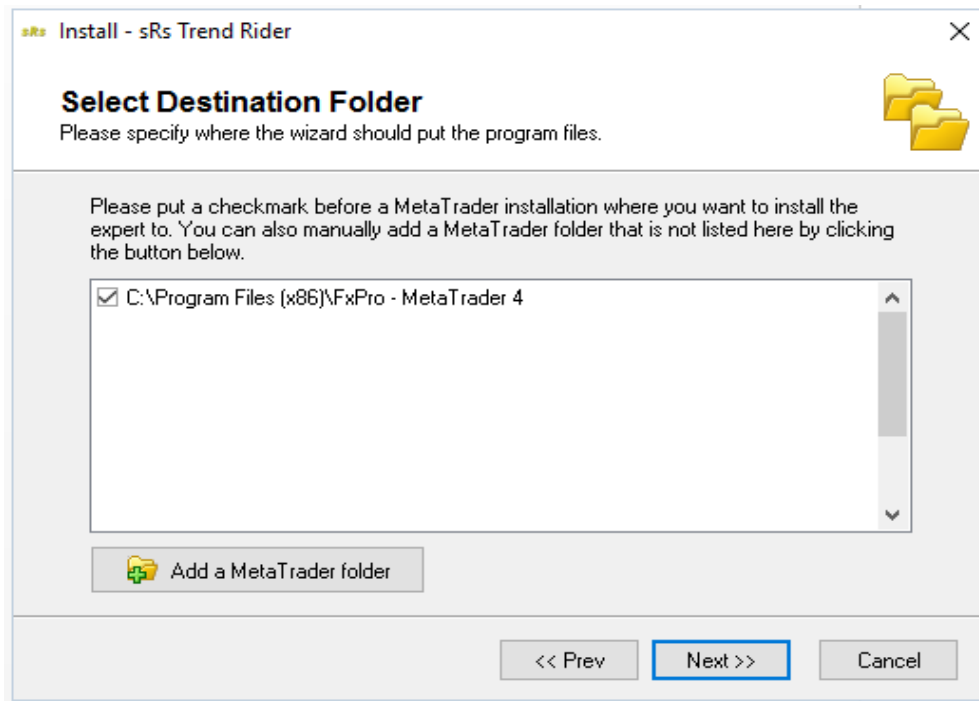 sRs Install - sRs Trend Rider
Select Destination Folder
Please specify where the wizard should put the program files.
Please put a checkmark before a MetaTrader installation where you want to install the
expert to. You can also manually add a MetaTrader folder that is not listed here by clicking
the button below.
C:\Program Files (x86)\FxPro - MetaTrader 4
Add a MetaTrader folder
<< Prev Next >> Cancel